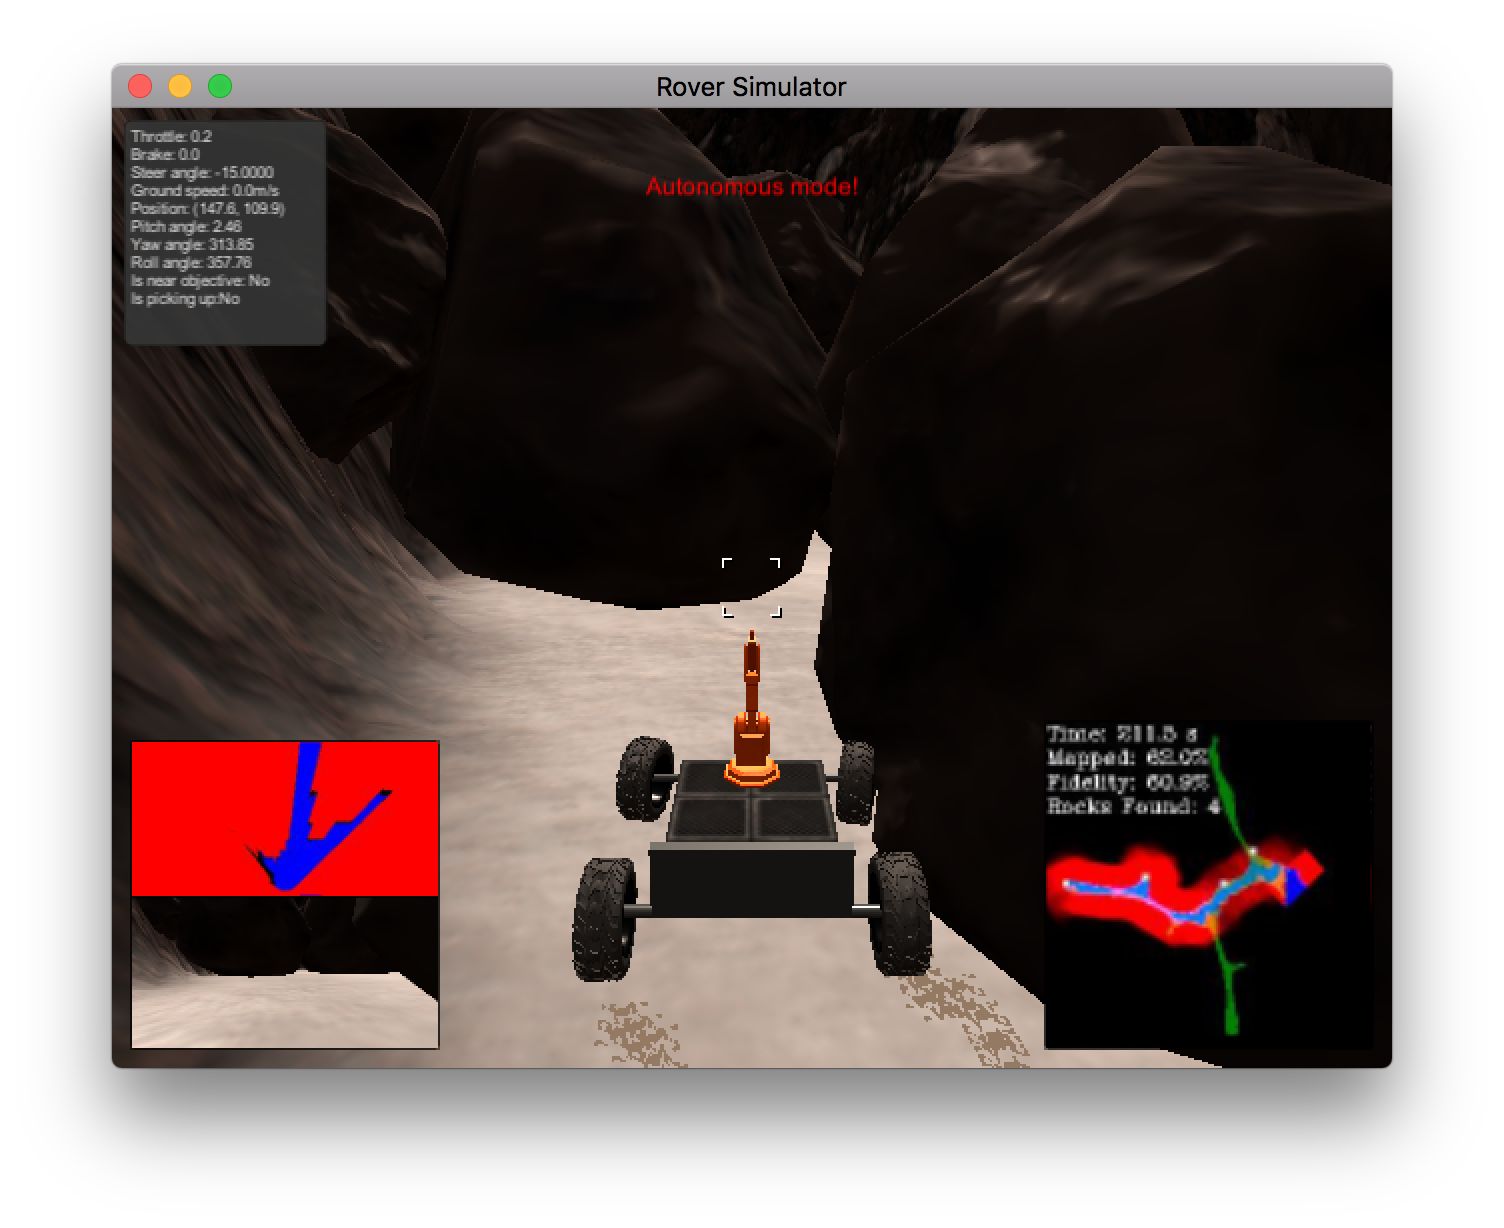 Rover Simulator
Throttle: 0.2
Brake: 0.0
Steer angle: -15.0000
Ground speed: 0.0m/s
Position: (147.6, 109.9)
Pitch angle: 2.46
Yaw angle: 313.85
Roll angle: 357.76
Is near objective: No
Is picking up:No
Autonomous mode!
Time: 211.5 s
Mapped: 62.0%
Fidelity: 60.9%
Rocks Found: 4